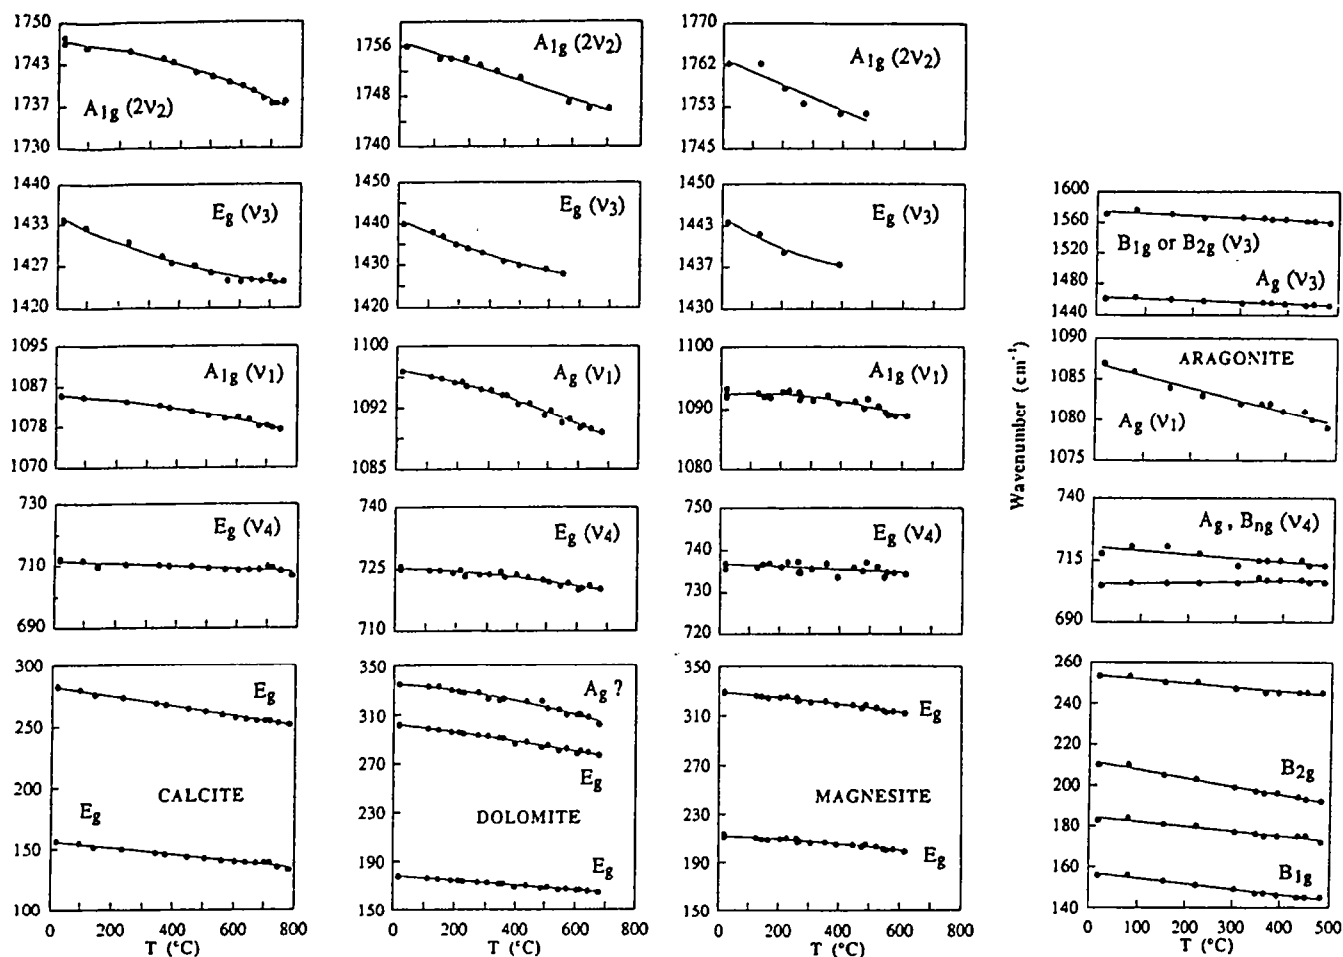 1750
1743
1737
1730
A1g (2ν2)
1756
1748
1740
A1g (2ν2)
1770
1762
1753
1745
A1g (2ν2)
1440
1433
1427
1420
Eg (ν3)
1450
1440
1430
1420
Eg (ν3)
1450
1443
1437
1430
Eg (ν3)
1600
1560
1520
1480
1440
B1g or B2g (ν3)
Ag (ν3)
1095
1087
1078
1070
A1g (ν1)
1100
1092
1085
Ag (ν1)
1100
1090
1080
A1g (ν1)
1090
1085
1080
1075
ARAGONITE
Ag (ν1)
Wavenumber (cm-1)
730
710
690
Eg (ν4)
740
725
710
Eg (ν4)
750
735
730
720
Eg (ν4)
740
715
690
Ag , Bng (ν4)
300
250
200
150
100
Eg
CALCITE
Eg
0 200 400 600 800
T (°C)
350
310
270
230
190
150
Ag ?
Eg
DOLOMITE
Eg
0 200 400 600 800
T (°C)
350
300
250
200
150
Eg
MAGNESITE
Eg
0 200 400 600 800
T (°C)
260
240
220
200
180
160
140
B2g
B1g
0 100 200 300 400 500
T (°C)